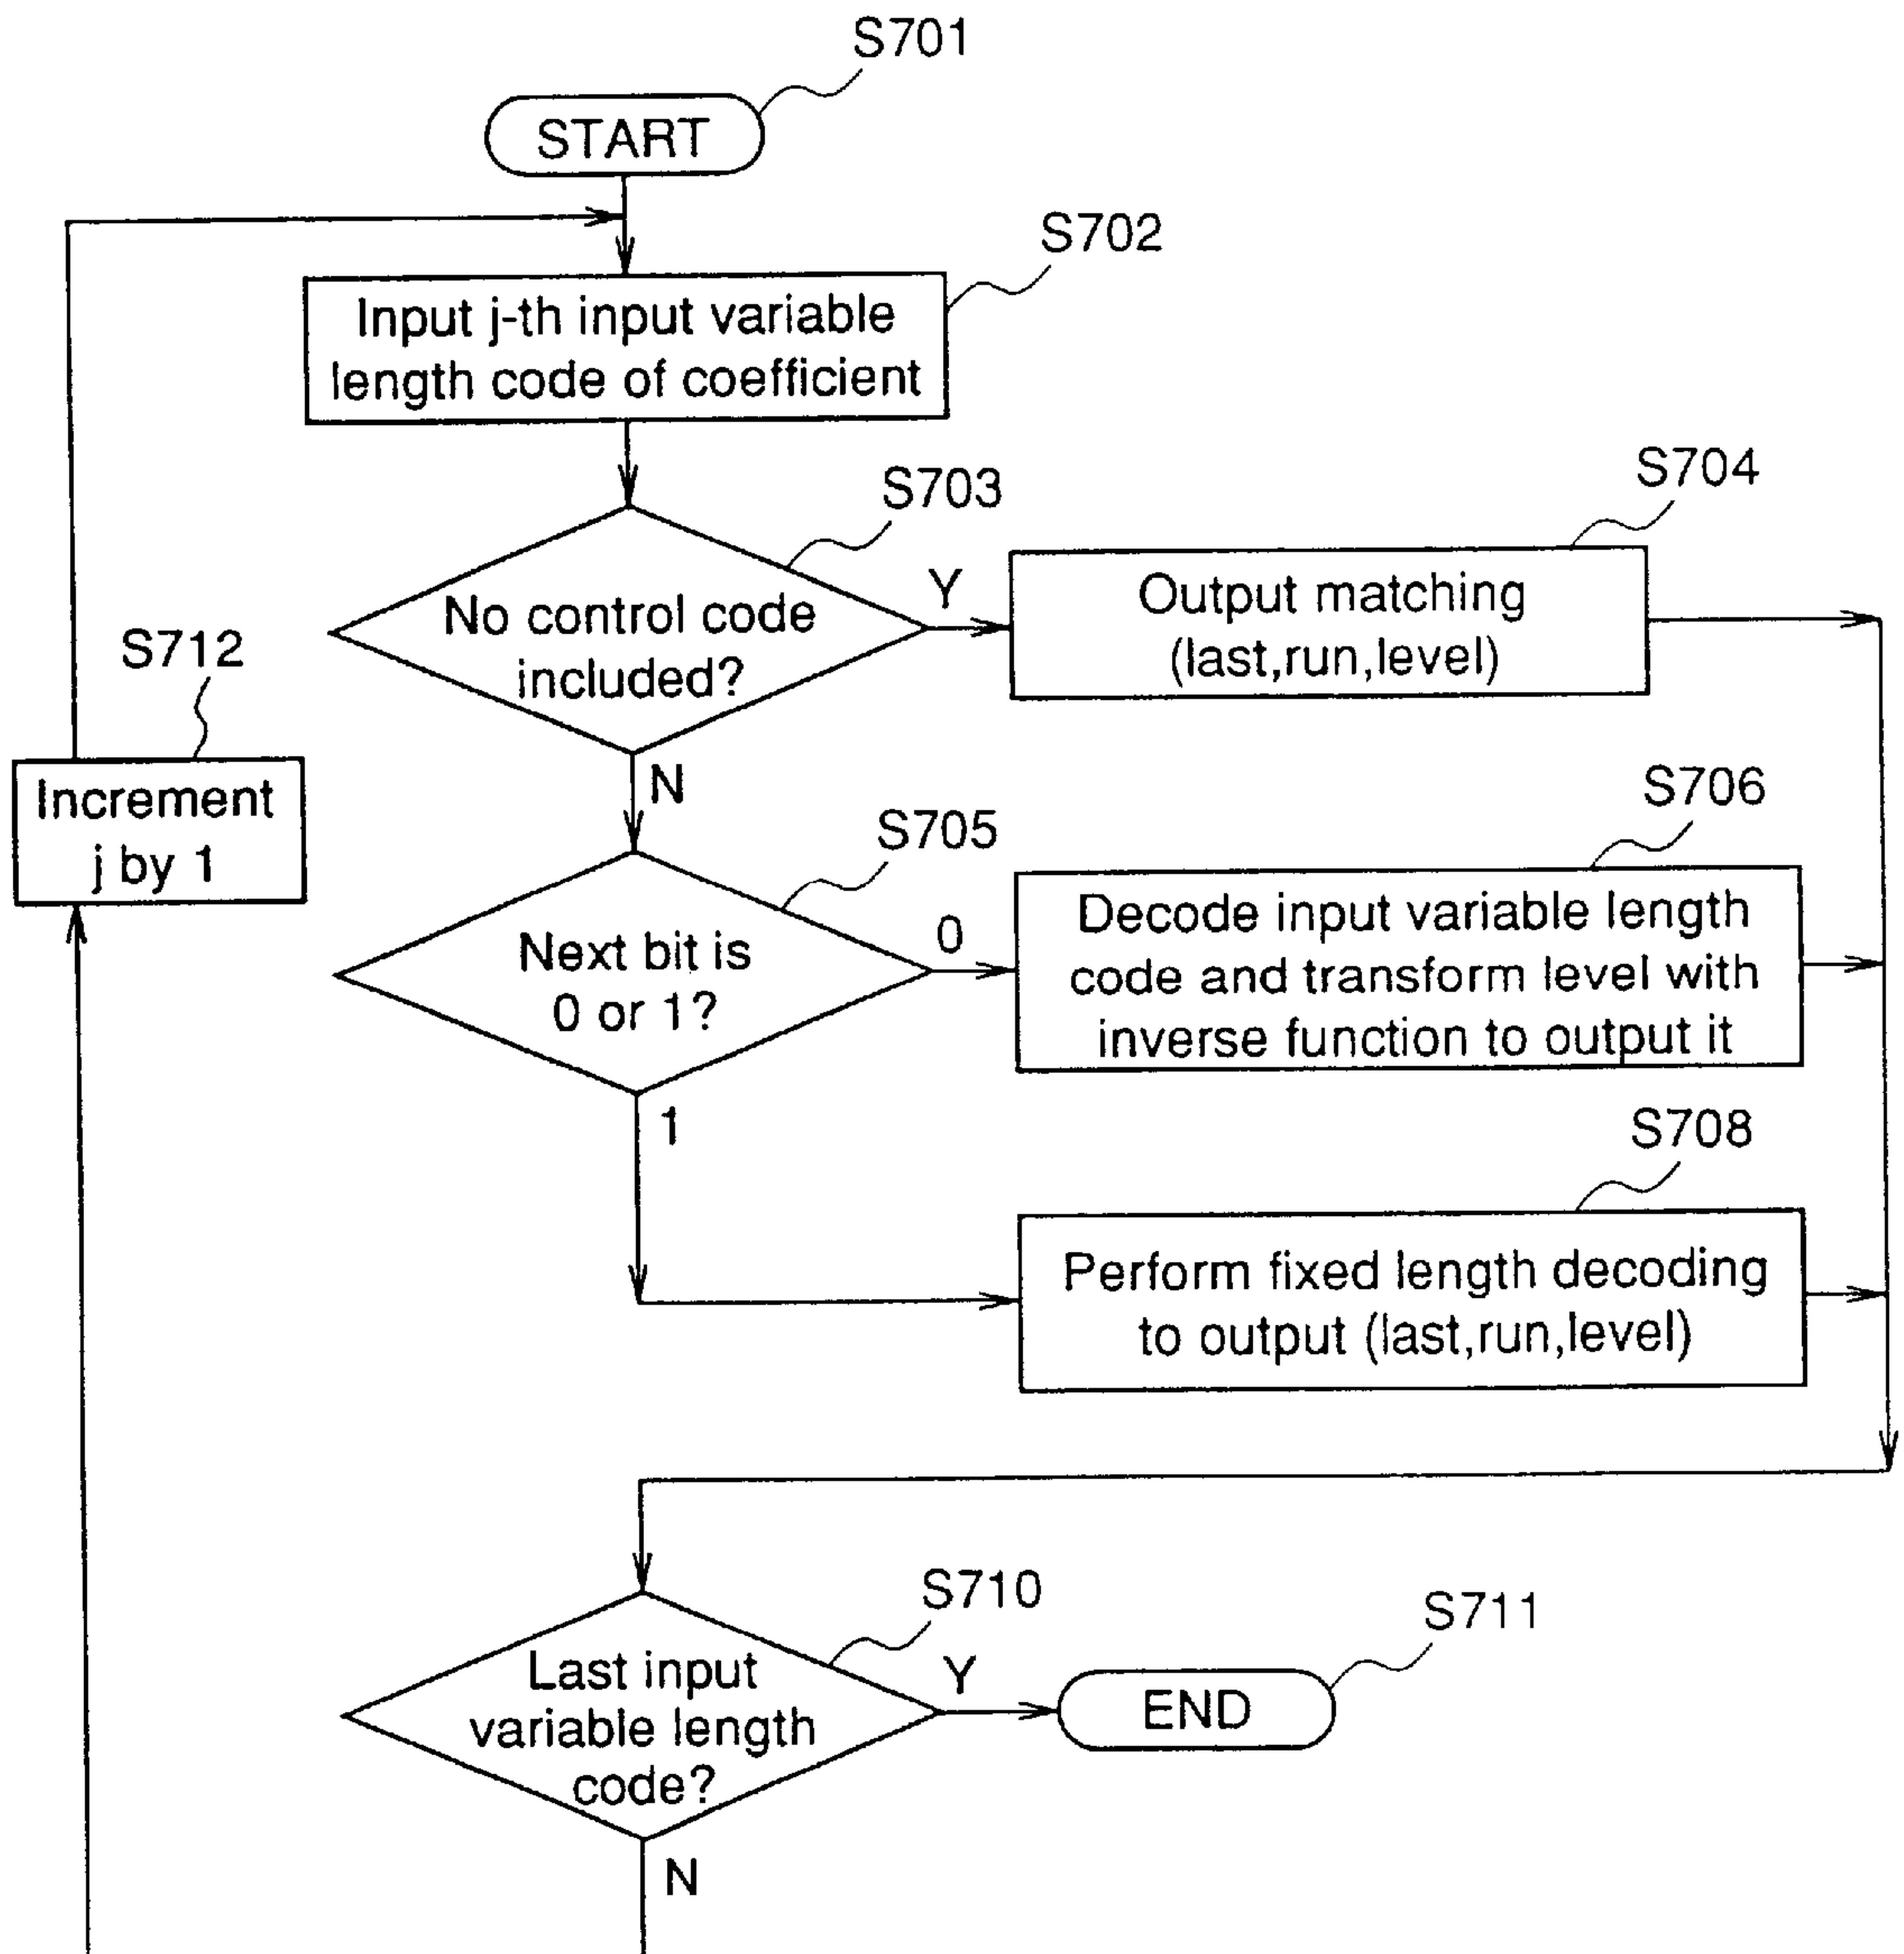 S701
START
S702
Input j-th input variable
length code of coefficient
S703
No control code
included?
Y
S704
Output matching
(last,run,level)
S712
Increment
j by 1
N
S705
Next bit is
0 or 1?
0
S706
Decode input variable length
code and transform level with
inverse function to output it
1
S708
Perform fixed length decoding
to output (last,run,level)
S710
Last input
variable length
code?
Y
S711
END
N